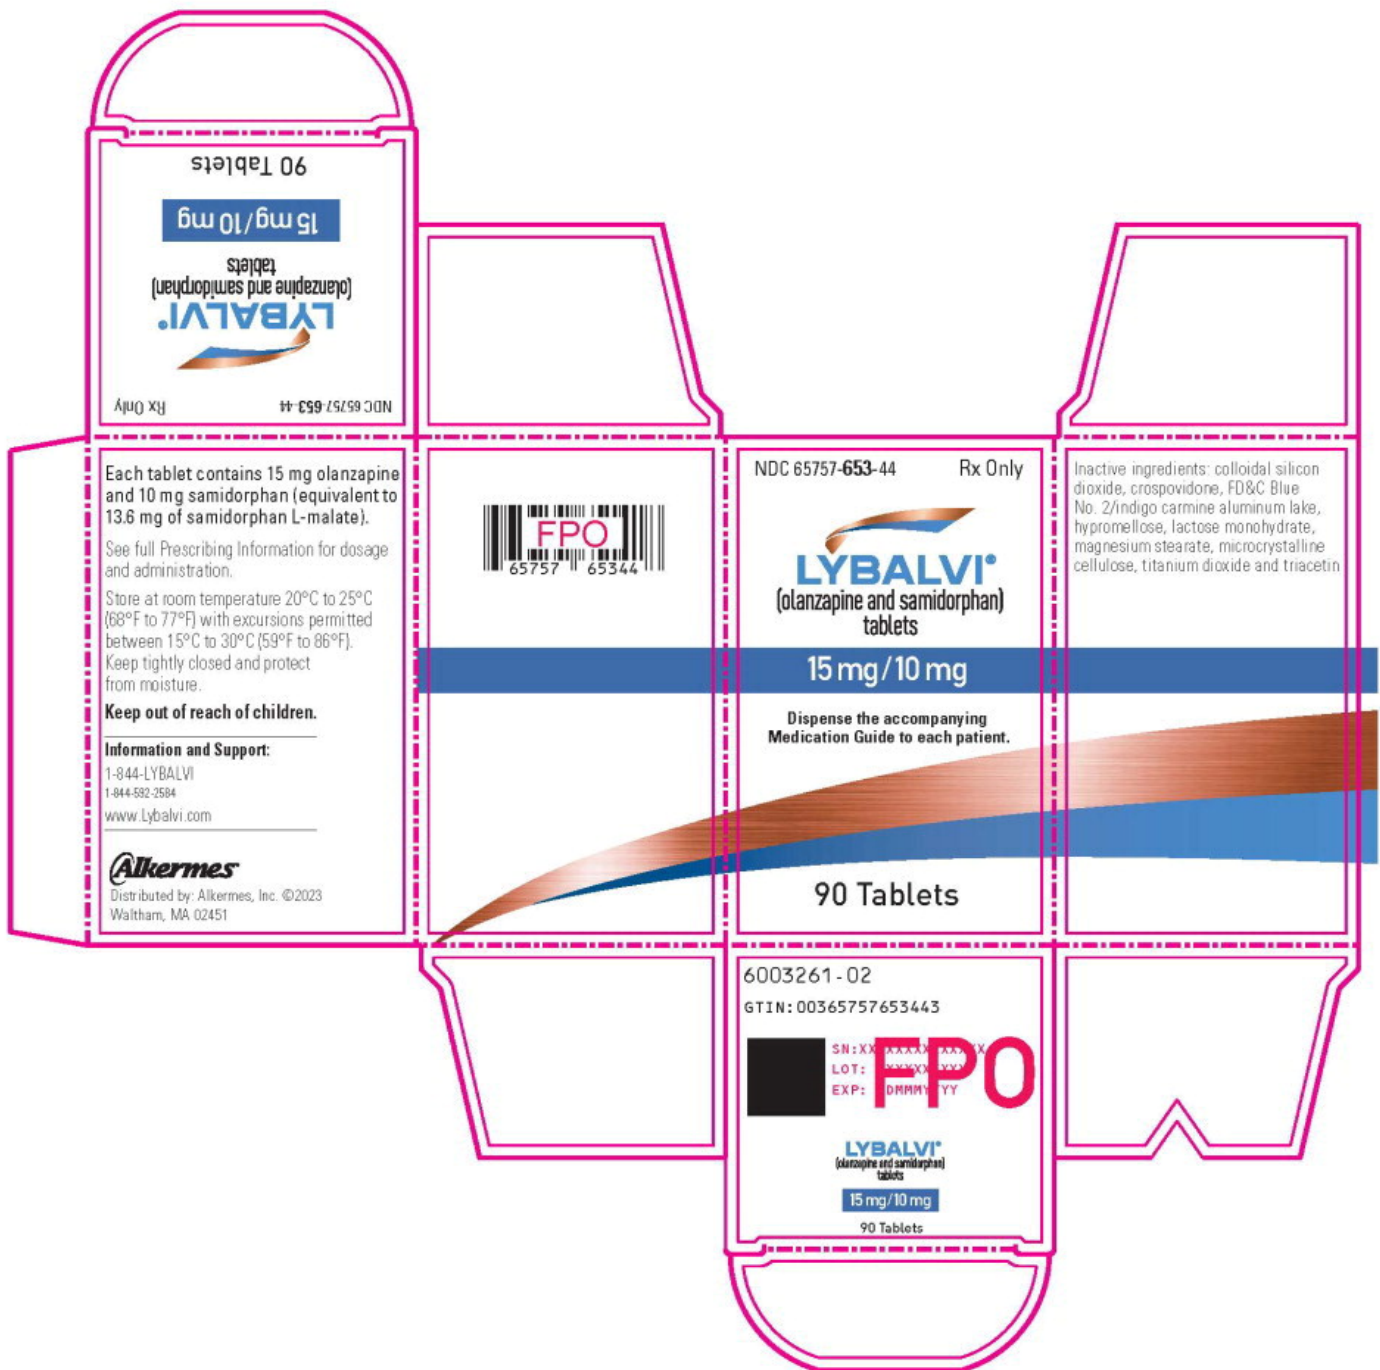 90 Tablets
15 mg/10 mg
tablets
(olanzapine and samidorphan)
LYBALVI®
NDC 65757-653-44
Rx Only
Each tablet contains 15 mg olanzapine
and 10 mg samidorphan (equivalent to
13.6 mg of samidorphan L-malate).
See full Prescribing Information for dosage
and administration.
Store at room temperature 20°C to 25°C
(68°F to 77°F) with excursions permitted
between 15°C to 30°C (59°F to 86°F).
Keep tightly closed and protect
from moisture.
Keep out of reach of children.
Information and Support:
1-844-LYBALVI
1-844-592-2584
www.Lybalvi.com
Alkermes®
Distributed by: Alkermes, Inc. ©2023
Waltham, MA 02451
FPO
65757 65344
NDC 65757-653-44 Rx Only
LYBALVI®
(olanzapine and samidorphan)
tablets
15 mg/10 mg
Dispense the accompanying
Medication Guide to each patient.
90 Tablets
Inactive ingredients: colloidal silicon
dioxide, crospovidone, FD&C Blue
No. 2/indigo carmine aluminum lake,
hypromellose, lactose monohydrate,
magnesium stearate, microcrystalline
cellulose, titanium dioxide and triacetin
6003261-02
GTIN:00365757653443
SN:
LOT:
EXP:
FPO
LYBALVI®
(olanzapine and samidorphan)
tablets
15 mg/10 mg
90 Tablets